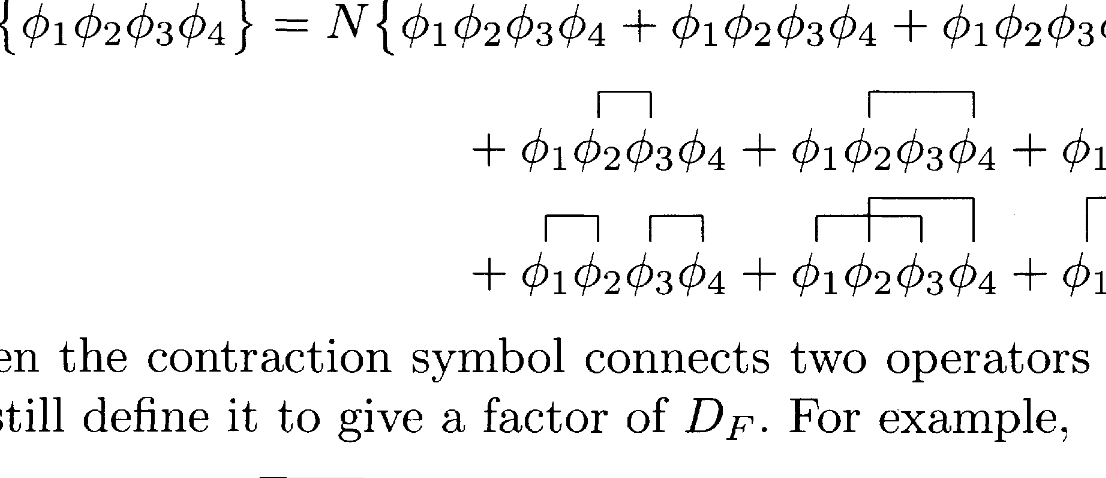 {ϕ₁ϕ₂ϕ₃ϕ₄} = N{ϕ₁ϕ₂ϕ₃ϕ₄ + ϕ₁ϕ₂ϕ₃ϕ₄ + ϕ₁ϕ₂ϕ₃
+ ϕ₁ϕ₂ϕ₃ϕ₄ + ϕ₁ϕ₂ϕ₃ϕ₄ + ϕ₁
+ ϕ₁ϕ₂ϕ₃ϕ₄ + ϕ₁ϕ₂ϕ₃ϕ₄ + ϕ₁
en the contraction symbol connects two operators
still define it to give a factor of D_F. For example,